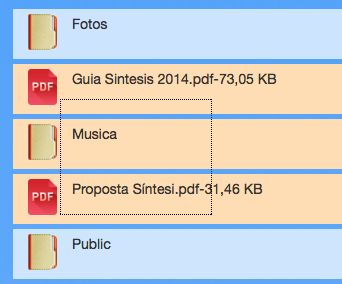 Fotos
PDF
Guia Sintesis 2014.pdf-73,05 KB
Musica
PDF
Proposta Síntesi.pdf-31,46 KB
Public